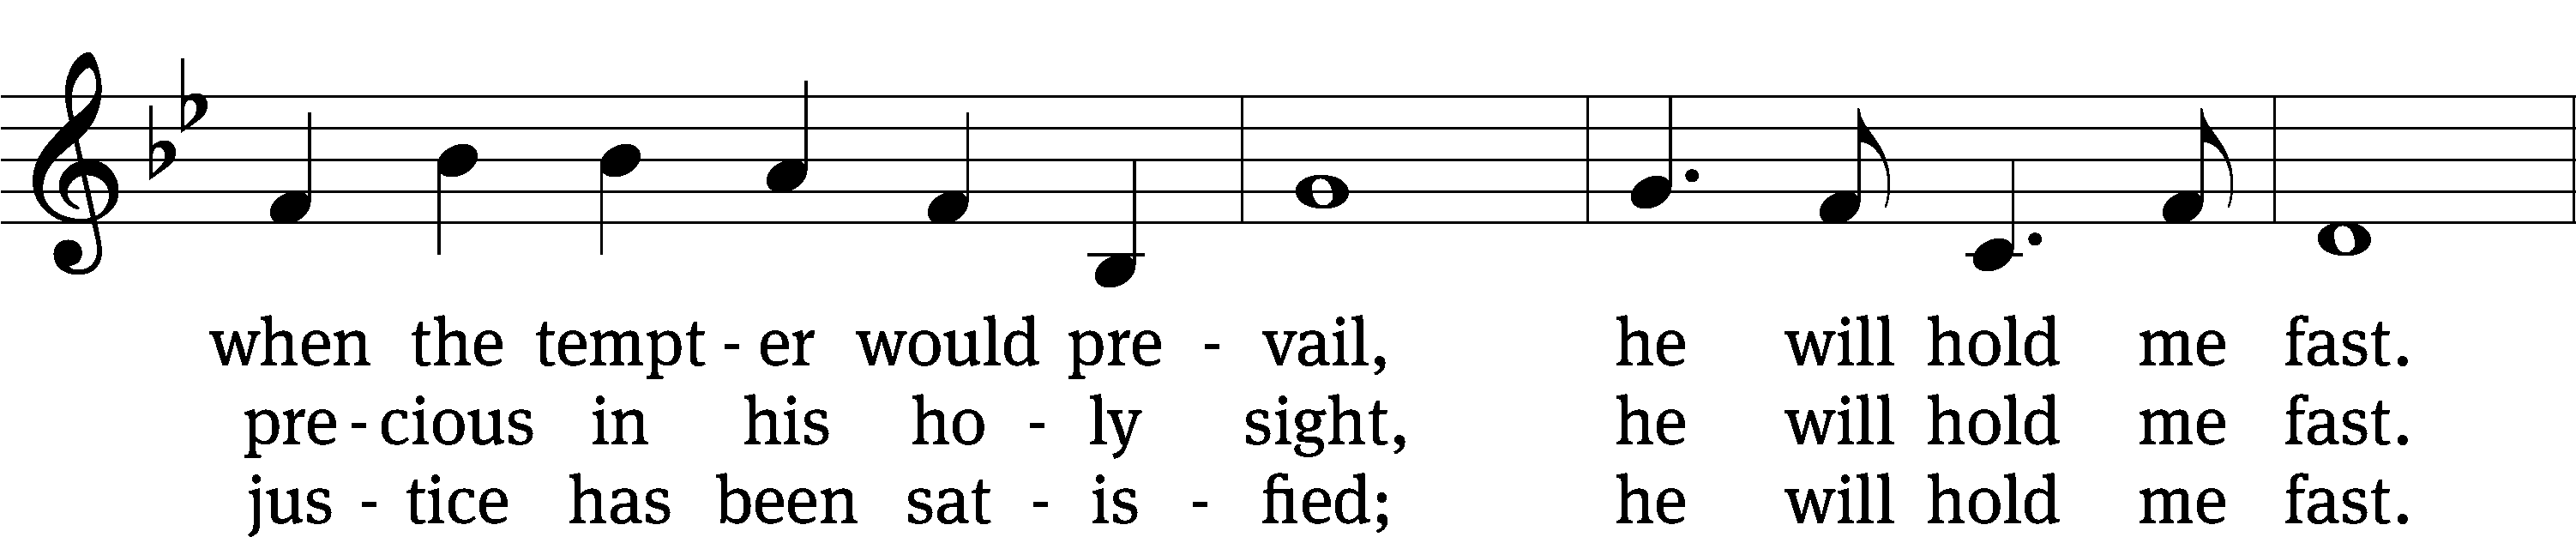 when the tempt - er would pre - vail, he will hold me fast.
pre - cious in his ho - ly sight, he will hold me fast.
jus - tice has been sat - is - fied; he will hold me fast.